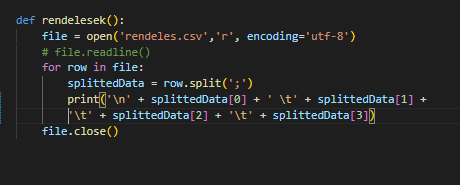 def rendelesek():
    file = open('rendeles.csv','r', encoding='utf-8')
    # file.readline()
    for row in file:
        splittedData = row.split(';')
        print('\n' + splittedData[0] + ' \t' + splittedData[1] +
        '\t' + splittedData[2] + '\t' + splittedData[3])
    file.close()